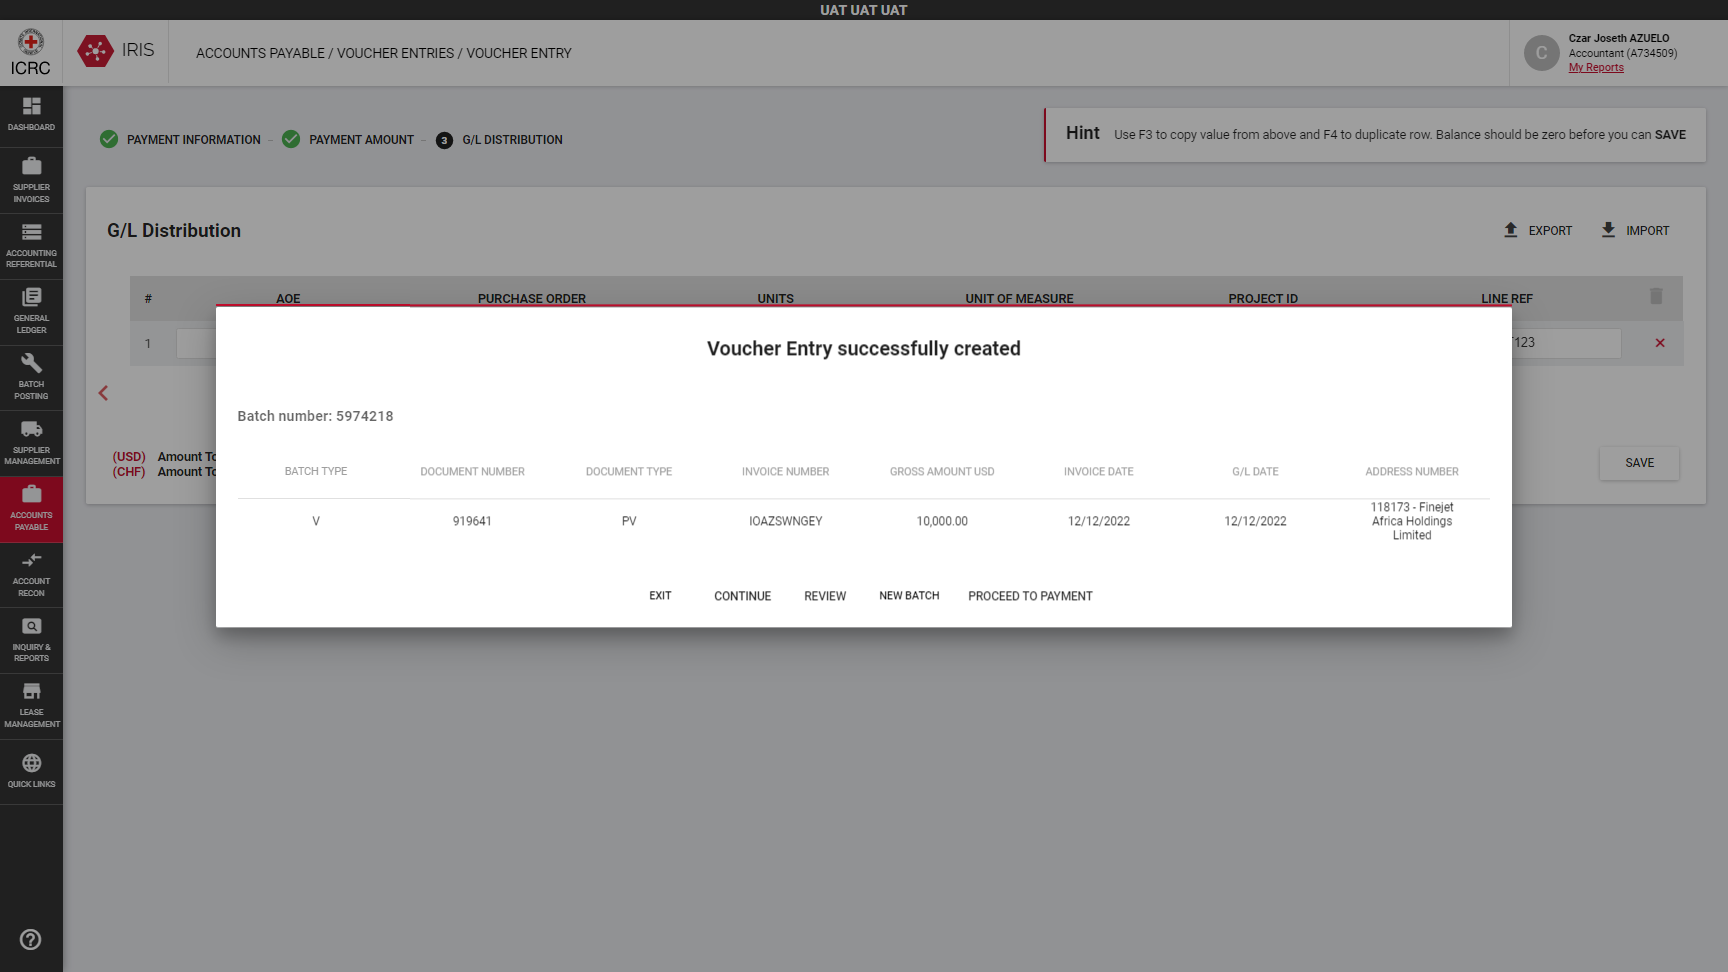 UAT UAT UAT
ICRC
IRIS
ACCOUNTS PAYABLE / VOUCHER ENTRIES / VOUCHER ENTRY
C
Czar Joseth AZUELO
Accountant (A734509)
My Reports
DASHBOARD
SUPPLIER
INVOICES
ACCOUNTING
REFERENTIAL
GENERAL
LEDGER
BATCH
POSTING
SUPPLIER
MANAGEMENT
ACCOUNTS
PAYABLE
ACCOUNT
RECON
INQUIRY &
REPORTS
LEASE
MANAGEMENT
QUICK LINKS
PAYMENT INFORMATION
PAYMENT AMOUNT
3 G/L DISTRIBUTION
Hint Use F3 to copy value from above and F4 to duplicate row. Balance should be zero before you can SAVE
G/L Distribution
EXPORT IMPORT
# AOE PURCHASE ORDER UNITS UNIT OF MEASURE PROJECT ID LINE REF
1
123
(USD) Amount To
(CHF) Amount To
SAVE
Voucher Entry successfully created
Batch number: 5974218
BATCH TYPE DOCUMENT NUMBER DOCUMENT TYPE INVOICE NUMBER GROSS AMOUNT USD INVOICE DATE G/L DATE ADDRESS NUMBER
V 919641 PV IOAZSWNGEY 10,000.00 12/12/2022 12/12/2022 118173 - Finejet
Africa Holdings
Limited
EXIT CONTINUE REVIEW NEW BATCH PROCEED TO PAYMENT